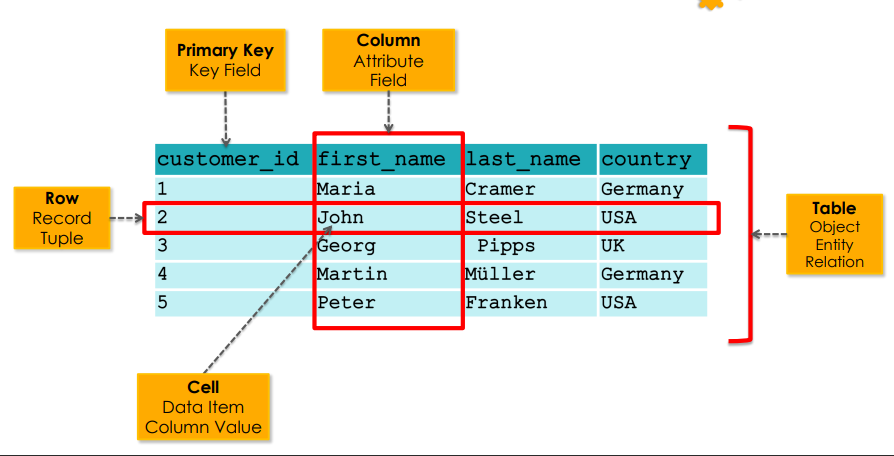 Primary Key
Key Field
Column
Attribute
Field
customer_id first_name last_name country
1 Maria Cramer Germany
Row
Record
Tuple
2 John Steel USA
3 Georg Pipps UK
4 Martin Müller Germany
5 Peter Franken USA
Table
Object
Entity
Relation
Cell
Data Item
Column Value